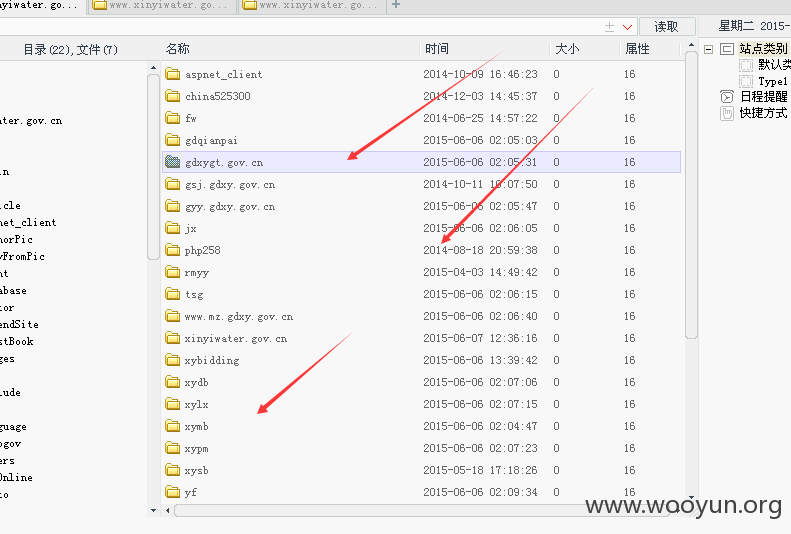 nyiwater.go... www.xinyiwater.go... www.xinyiwater.go... +
读取 星期二 2015-
目录(22),文件(7) 名称 时间 大小 属性 站点类别
aspnet_client 2014-10-09 16:46:23 0 16 默认类
china525300 2014-12-03 14:45:37 0 16 Type1
fw 2014-06-25 14:57:22 0 16 日程提醒
ater.gov.cn 快捷方式
gdqianpai 2015-06-06 02:05:03 0 16
gdxygt.gov.cn 2015-06-06 02:05:31 0 16
n
gsj.gdxy.gov.cn 2014-10-11 10:07:50 0 16
cle gyy.gdxy.gov.cn 2015-06-06 02:05:47 0 16
net_client jx 2015-06-06 02:06:05 0 16
horPic
yFromPic php258 2014-08-18 20:59:38 0 16
nt rmyy 2015-04-03 14:49:42 0 16
abase tsg 2015-06-06 02:06:15 0 16
tor www.mz.gdxy.gov.cn 2015-06-06 02:06:40 0 16
endSite
stBook xinyiwater.gov.cn 2015-06-07 12:36:16 0 16
ges xybidding 2015-06-06 13:39:42 0 16
xydb 2015-06-06 02:07:06 0 16
lude
xylx 2015-06-06 02:07:15 0 16
guage xymb 2015-06-06 02:04:47 0 16
ogov xypm 2015-06-06 02:07:23 0 16
ers
Online xysb 2015-05-18 17:18:26 0 16
io yf 2015-06-06 02:09:34 0 16
www.wooyun.org